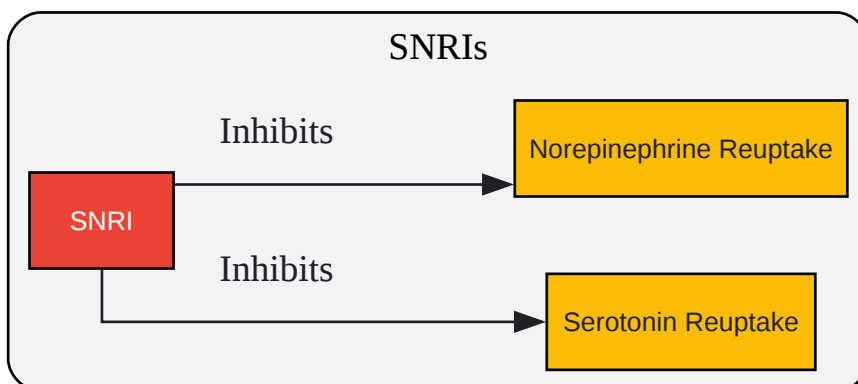 SNRIs
Inhibits
Norepinephrine Reuptake
SNRI
Inhibits
Serotonin Reuptake